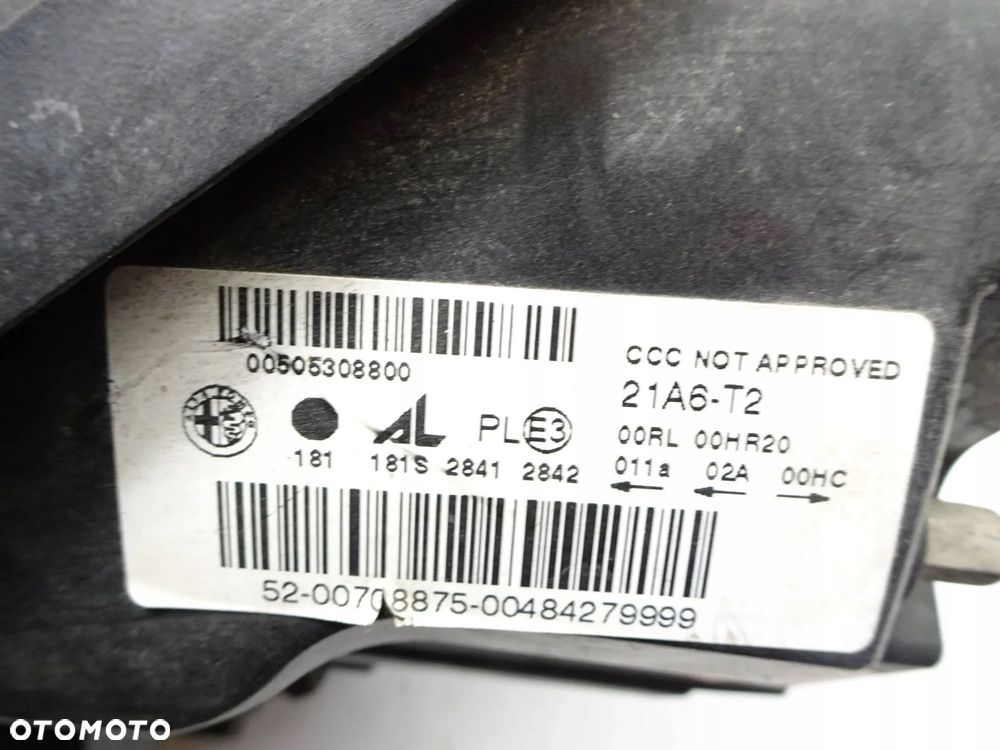 00505308800
CCC NOT APPROVED
21A6-T2
AL PL E3
00RL 00HR20
181 181S 2841 2842
011a 02A 00HC
52-00708875-00484279999
OTOMOTO